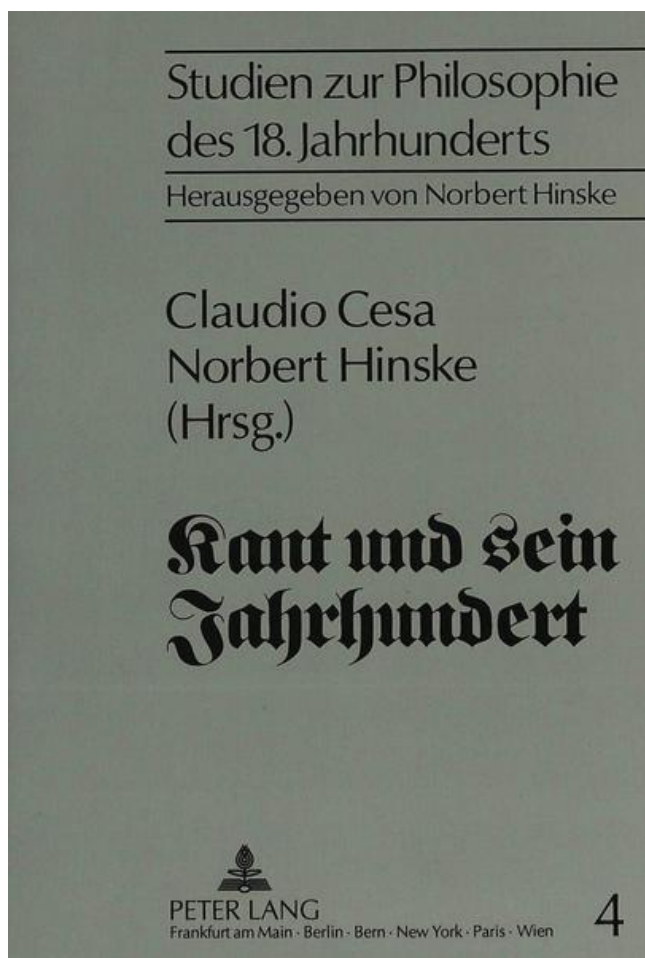 Studien zur Philosophie
des 18. Jahrhunderts
Herausgegeben von Norbert Hinske
Claudio Cesa
Norbert Hinske
(Hrsg.)
Kant und sein
Jahrhundert
PETER LANG
Frankfurt am Main · Berlin · Bern · New York · Paris · Wien
4